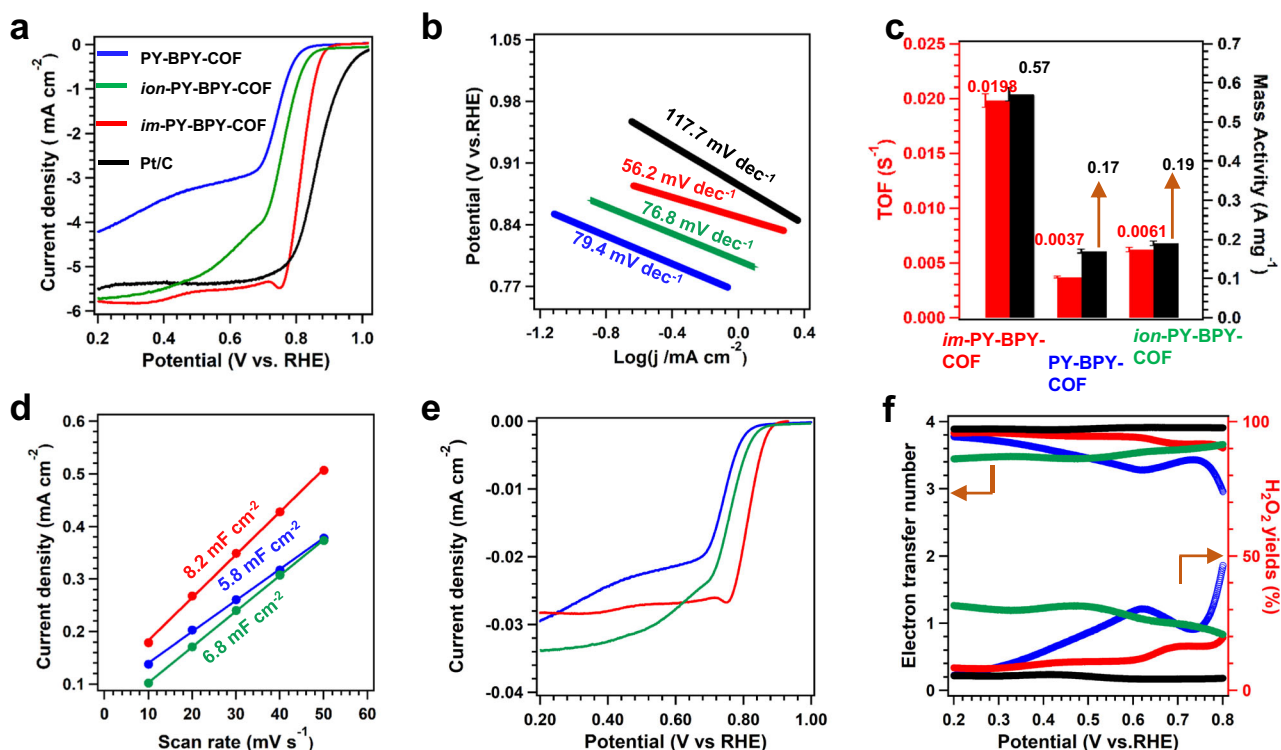 a
Current density ( mA cm-2)
0
-1
-2
-3
-4
-5
-6
PY-BPY-COF
ion-PY-BPY-COF
im-PY-BPY-COF
Pt/C
0.2
0.4
0.6
0.8
1.0
Potential (V vs. RHE)
b
Potential (V vs.RHE)
1.05
0.98
0.91
0.84
0.77
117.7 mV dec-1
56.2 mV dec-1
76.8 mV dec-1
79.4 mV dec-1
-1.2
-0.6
0.0
0.6
Log(j /mA cm-2)
c
TOF (S-1)
0.025
0.020
0.015
0.010
0.005
0.000
0.0198
0.57
0.0037
0.17
0.0061
0.19
0.7
0.6
0.5
0.4
0.3
0.2
0.1
0.0
Mass Activity (A mg-1)
im-PY-BPY-
COF
PY-BPY-
COF
ion-PY-BPY-
COF
d
Current density (mA cm-2)
0.6
0.5
0.4
0.3
0.2
0.1
8.2 mF cm-2
5.8 mF cm-2
6.8 mF cm-2
0
10
20
30
40
50
60
Scan rate (mV s-1)
e
Current density (mA cm-2)
0.00
-0.01
-0.02
-0.03
-0.04
0.20
0.40
0.60
0.80
1.00
Potential (V vs.RHE)
f
Electron transfer number
4
3
2
1
0
100
50
0
H2O2 yields (%)
0.2
0.3
0.4
0.5
0.6
0.7
0.8
Potential (V vs.RHE)